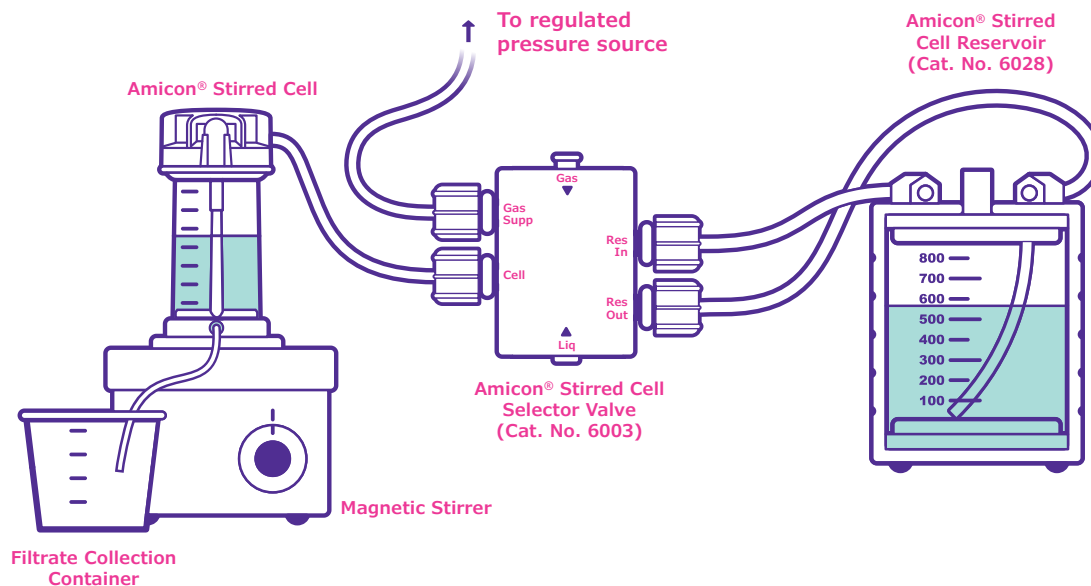 To regulated
pressure source
Amicon® Stirred
Cell Reservoir
(Cat. No. 6028)
Amicon® Stirred Cell
Gas
Gas
Supp
Res
In
Cell
Res
Out
Liq
800
700
600
500
400
300
200
100
Amicon® Stirred Cell
Selector Valve
(Cat. No. 6003)
Magnetic Stirrer
Filtrate Collection
Container